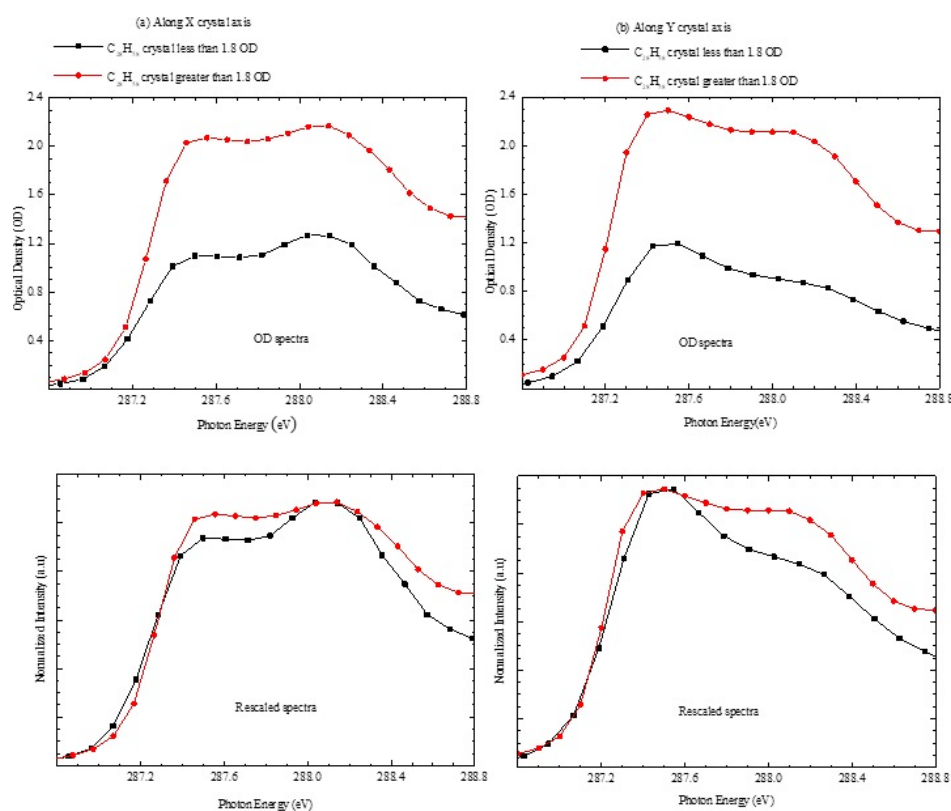 (a) Along X crystal axis
C₂₈H₅₈ crystal less than 1.8 OD
C₂₈H₅₈ crystal greater than 1.8 OD
2.4
2.0
1.6
1.2
0.8
0.4
Optical Density (OD)
OD spectra
287.2 287.6 288.0 288.4 288.8
Photon Energy (eV)
(b) Along Y crystal axis
C₂₈H₅₈ crystal less than 1.8 OD
C₂₈H₅₈ crystal greater than 1.8 OD
2.4
2.0
1.6
1.2
0.8
0.4
Optical Density (OD)
OD spectra
287.2 287.6 288.0 288.4 288.8
Photon Energy(eV)
Normalized Intensity (a.u)
Rescaled spectra
287.2 287.6 288.0 288.4 288.8
Photon Energy (eV)
Normalized Intensity (a.u)
Rescaled spectra
287.2 287.6 288.0 288.4 288.8
Photon Energy (eV)